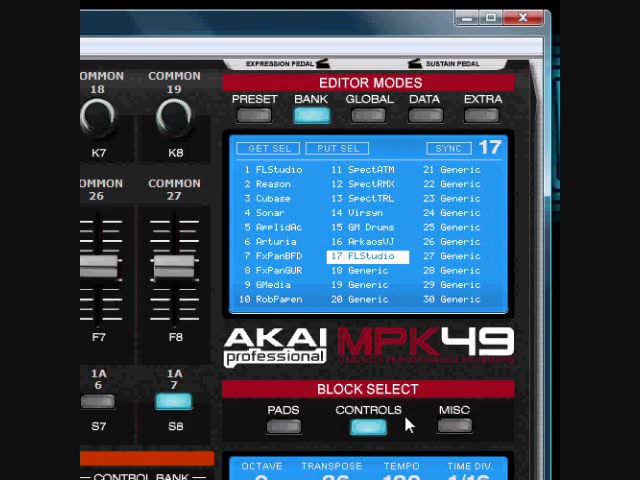 EXPRESSION PEDAL SUSTAIN PEDAL
EDITOR MODES
PRESET BANK GLOBAL DATA EXTRA
OMMON COMMON
18 19
K7 K8
GET SEL PUT SEL SYNC 17
1 FLStudio 11 SpectATM 21 Generic
2 Reason 12 SpectRMX 22 Generic
3 Cubase 13 SpectTRL 23 Generic
4 Sonar 14 Virsyn 24 Generic
5 ApplidAc 15 GM Drums 25 Generic
6 Arturia 16 ArkaosVJ 26 Generic
7 FxPanBFD 17 FLStudio 27 Generic
8 FxPanGUR 18 Generic 28 Generic
9 GMedia 19 Generic 29 Generic
10 RobPapen 20 Generic 30 Generic
OMMON COMMON
26 27
F7 F8
AKAI professional MPK49
1A 1A
6 7
S7 S8
BLOCK SELECT
PADS CONTROLS MISC
CONTROL BANK
OCTAVE TRANSPOSE TEMPO TIME DIV.